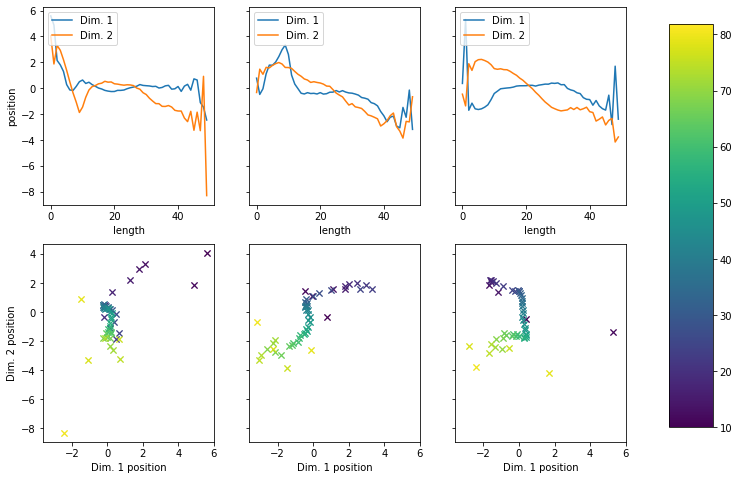 Dim. 1
Dim. 2
Dim. 1
Dim. 2
Dim. 1
Dim. 2
position
6
4
2
0
−2
−4
−6
−8
0 20 40
0 20 40
0 20 40
length
length
length
Dim. 2 position
4
2
0
−2
−4
−6
−8
−2 0 2 4 6
−2 0 2 4 6
−2 0 2 4 6
Dim. 1 position
Dim. 1 position
Dim. 1 position
80
70
60
50
40
30
20
10